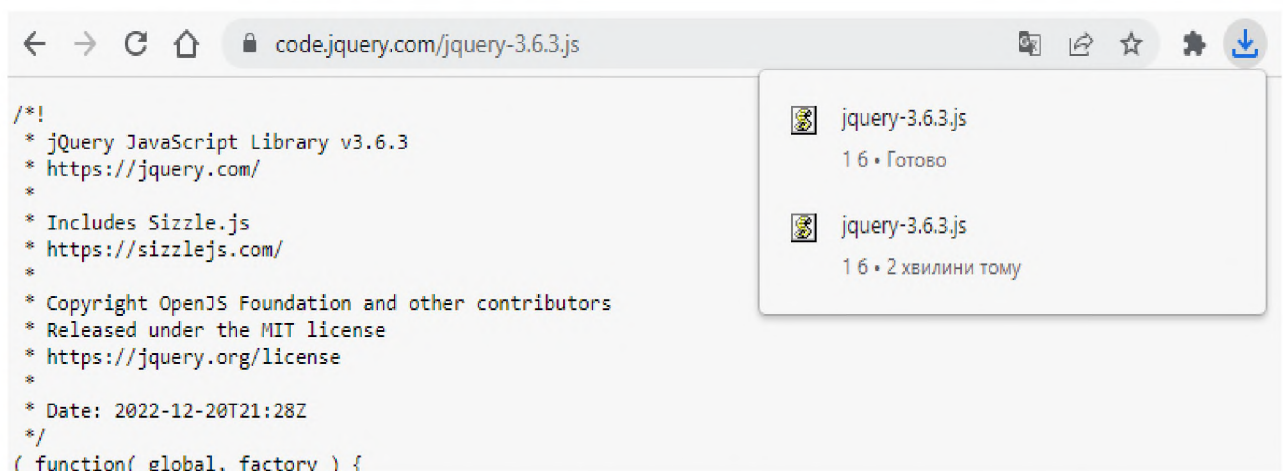 code.jquery.com/jquery-3.6.3.js
jquery-3.6.3.js
1 б • Готово
jquery-3.6.3.js
1 б • 2 хвилини тому
/*!
* jQuery JavaScript Library v3.6.3
* https://jquery.com/
*
* Includes Sizzle.js
* https://sizzlejs.com/
*
* Copyright OpenJS Foundation and other contributors
* Released under the MIT license
* https://jquery.org/license
*
* Date: 2022-12-20T21:28Z
*/
( function( global, factory ) {